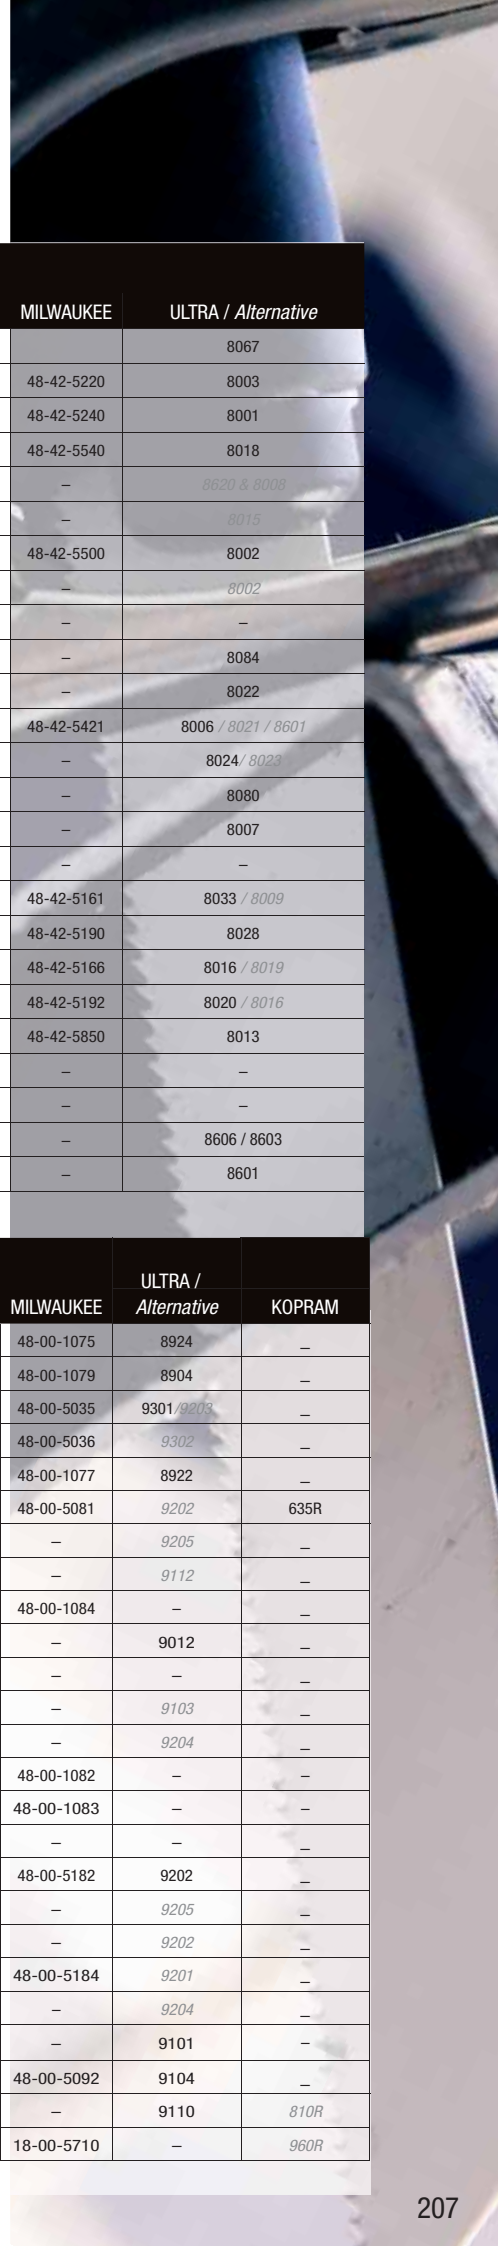 MILWAUKEE ULTRA / Alternative
8067
48-42-5220 8003
48-42-5240 8001
48-42-5540 8018
– 8620 & 8008
– 8015
48-42-5500 8002
– 8002
– –
– 8084
– 8022
48-42-5421 8006 / 8021 / 8601
– 8024/ 8023
– 8080
– 8007
– –
48-42-5161 8033 / 8009
48-42-5190 8028
48-42-5166 8016 / 8019
48-42-5192 8020 / 8016
48-42-5850 8013
– –
– –
– 8606 / 8603
– 8601
ULTRA /
MILWAUKEE Alternative KOPRAM
48-00-1075 8924 _
48-00-1079 8904 _
48-00-5035 9301/9203 _
48-00-5036 9302 _
48-00-1077 8922 _
48-00-5081 9202 635R
– 9205 _
– 9112 _
48-00-1084 – _
– 9012 _
– – _
– 9103 _
– 9204 _
48-00-1082 – –
48-00-1083 – –
– – _
48-00-5182 9202 _
– 9205 _
– 9202 _
48-00-5184 9201 _
– 9204 _
– 9101 –
48-00-5092 9104 _
– 9110 810R
18-00-5710 – 960R
207